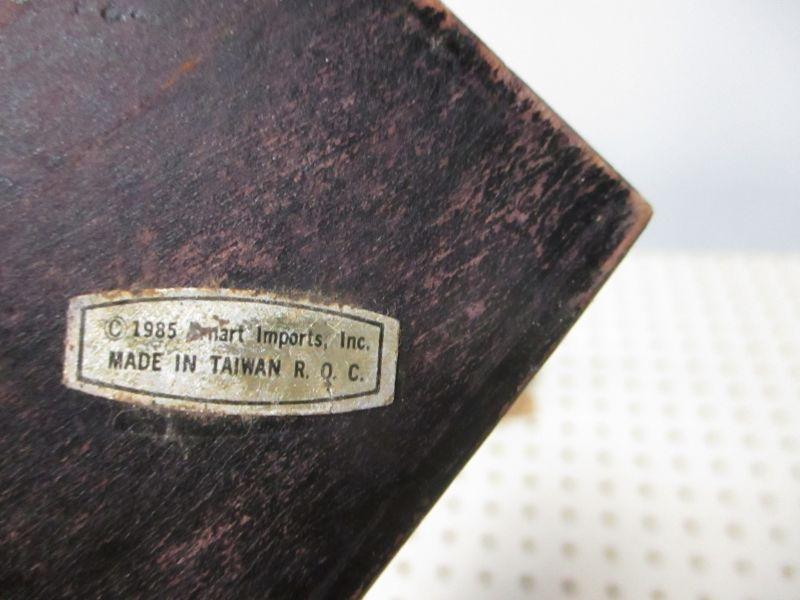 © 1985 Imports, Inc.
MADE IN TAIWAN R. O. C.